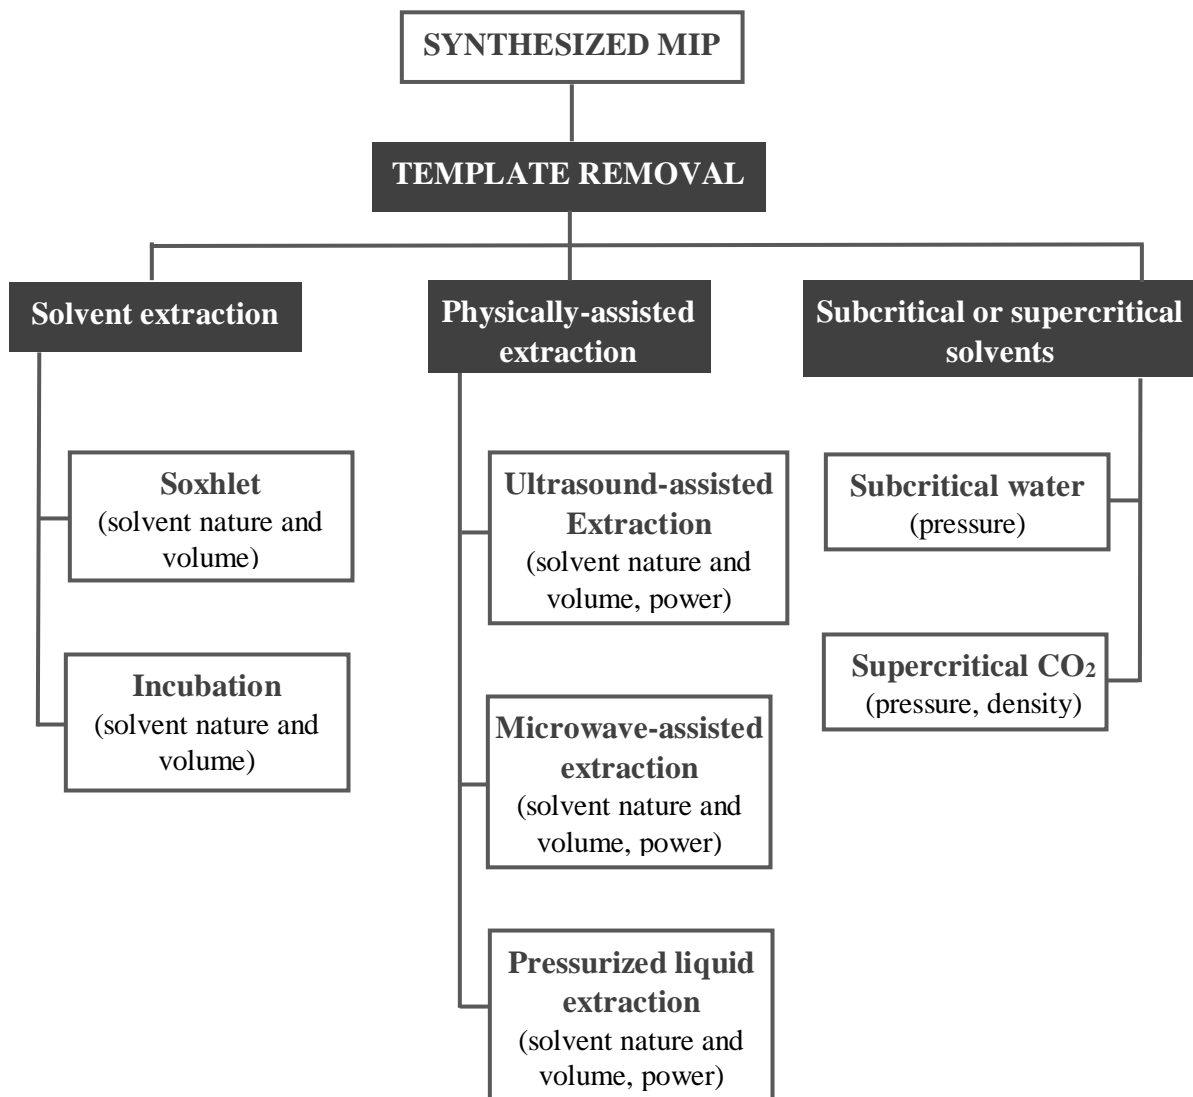 SYNTHESIZED MIP
TEMPLATE REMOVAL
Solvent extraction
Soxhlet
(solvent nature and
volume)
Incubation
(solvent nature and
volume)
Physically-assisted
extraction
Ultrasound-assisted
Extraction
(solvent nature and
volume, power)
Microwave-assisted
extraction
(solvent nature and
volume, power)
Pressurized liquid
extraction
(solvent nature and
volume, power)
Subcritical or supercritical
solvents
Subcritical water
(pressure)
Supercritical CO₂
(pressure, density)